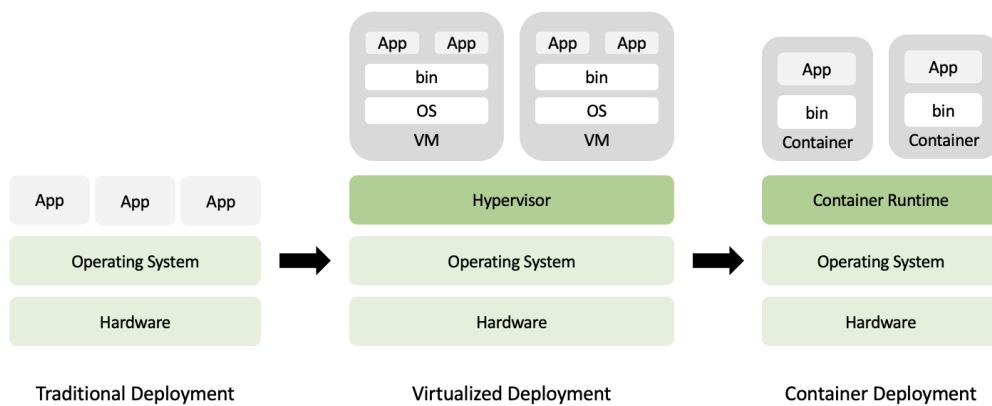 App App App App
bin bin
OS OS
VM VM
App App
bin bin
Container Container
App App App
Hypervisor
Container Runtime
Operating System
Operating System
Operating System
Hardware
Hardware
Hardware
Traditional Deployment
Virtualized Deployment
Container Deployment